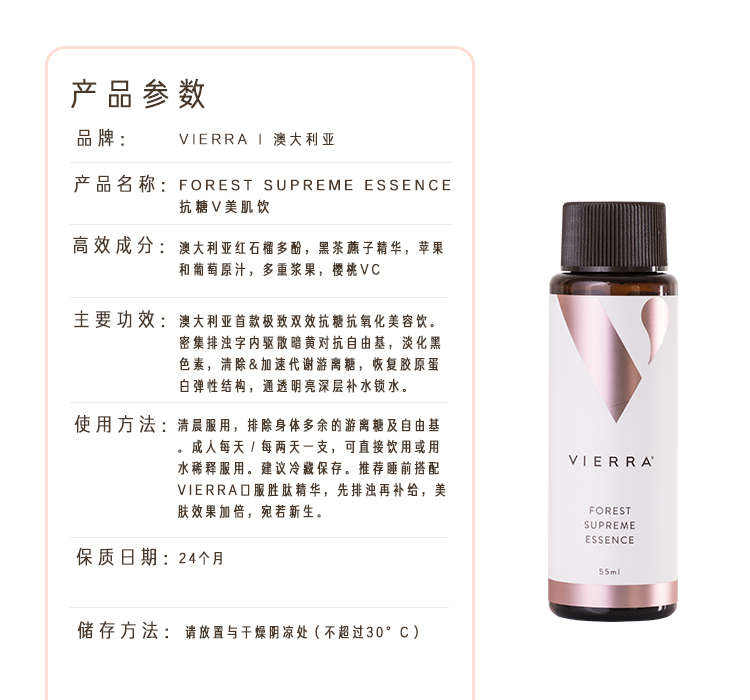 产品参数
品牌： VIERRA | 澳大利亚
产品名称： FOREST SUPREME ESSENCE
抗糖V美肌饮
高效成分： 澳大利亚红石榴多酚，黑茶藨子精华，苹果
和葡萄原汁，多重浆果，樱桃VC
主要功效： 澳大利亚首款极致双效抗糖抗氧化美容饮。
密集排浊字内驱散暗黄对抗自由基，淡化黑
色素，清除&加速代谢游离糖，恢复胶原蛋
白弹性结构，通透明亮深层补水锁水。
使用方法： 清晨服用，排除身体多余的游离糖及自由基
。成人每天/每两天一支，可直接饮用或用
水稀释服用。建议冷藏保存。推荐睡前搭配
VIERRA口服胜肽精华，先排浊再补给，美
肤效果加倍，宛若新生。
保质日期： 24个月
储存方法： 请放置与干燥阴凉处（不超过30°C）
VIERRA®
FOREST
SUPREME
ESSENCE
55ml